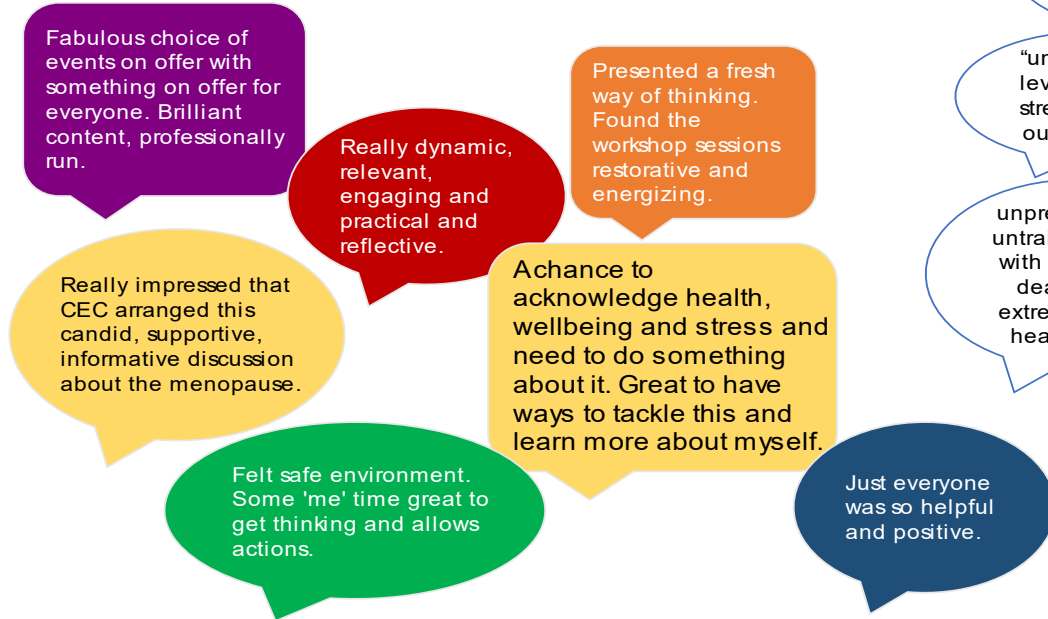 Fabulous choice of
events on offer with
something on offer for
everyone. Brilliant
content, professionally
run.
Really dynamic,
relevant,
engaging and
practical and
reflective.
Presented a fresh
way of thinking.
Found the
workshop sessions
restorative and
energizing.
Really impressed that
CEC arranged this
candid, supportive,
informative discussion
about the menopause.
Achance to
acknowledge health,
wellbeing and stress and
need to do something
about it. Great to have
ways to tackle this and
learn more about myself.
Felt safe environment.
Some 'me' time great to
get thinking and allows
actions.
Just everyone
was so helpful
and positive.
with